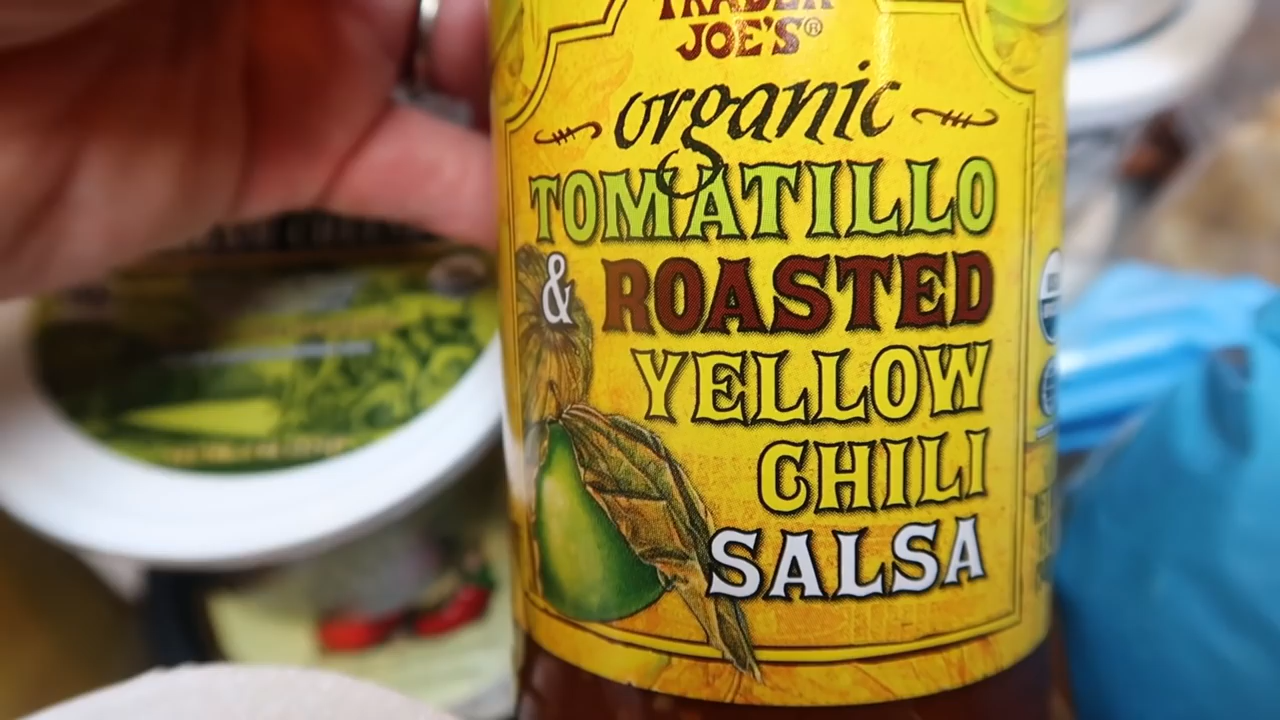 TRADER
JOE'S®
organic
TOMATILLO
& ROASTED
YELLOW
CHILI
SALSA